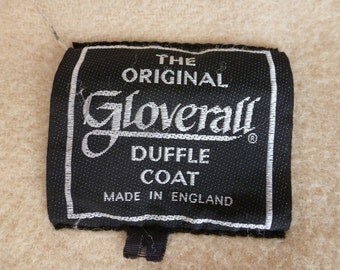 THE
ORIGINAL
Gloverall®
DUFFLE
COAT
MADE IN ENGLAND